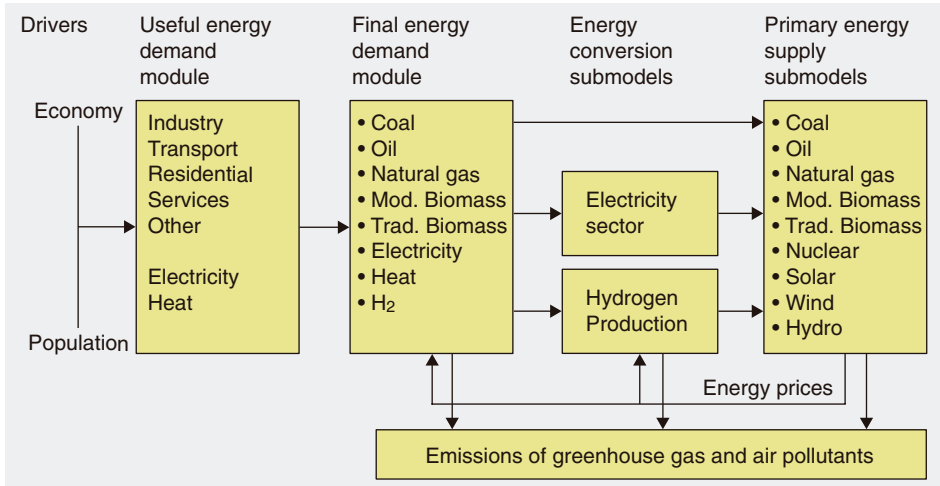 Drivers
Useful energy
demand
module
Final energy
demand
module
Energy
conversion
submodels
Primary energy
supply
submodels
Economy
Population
Industry
Transport
Residential
Services
Other
Electricity
Heat
• Coal
• Oil
• Natural gas
• Mod. Biomass
• Trad. Biomass
• Electricity
• Heat
• H₂
Electricity
sector
Hydrogen
Production
• Coal
• Oil
• Natural gas
• Mod. Biomass
• Trad. Biomass
• Nuclear
• Solar
• Wind
• Hydro
Energy prices
Emissions of greenhouse gas and air pollutants